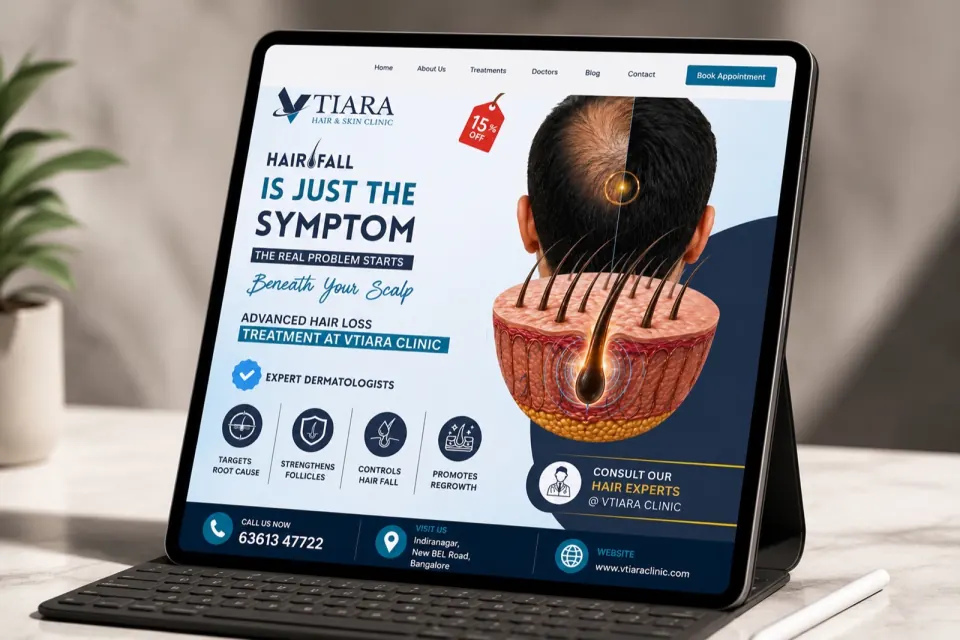 Home About Us Treatments Doctors Blog Contact Book Appointment
VTIARA
HAIR & SKIN CLINIC
15% OFF
HAIR FALL
IS JUST THE
SYMPTOM
THE REAL PROBLEM STARTS
Beneath Your Scalp
ADVANCED HAIR LOSS
TREATMENT AT VTIARA CLINIC
EXPERT DERMATOLOGISTS
TARGETS
ROOT CAUSE
STRENGTHENS
FOLLICLES
CONTROLS
HAIR FALL
PROMOTES
REGROWTH
CONSULT OUR
HAIR EXPERTS
@ VTIARA CLINIC
CALL US NOW
63613 47722
VISIT US
Indiranagar,
New BEL Road,
Bangalore
WEBSITE
www.vtiaraclinic.com